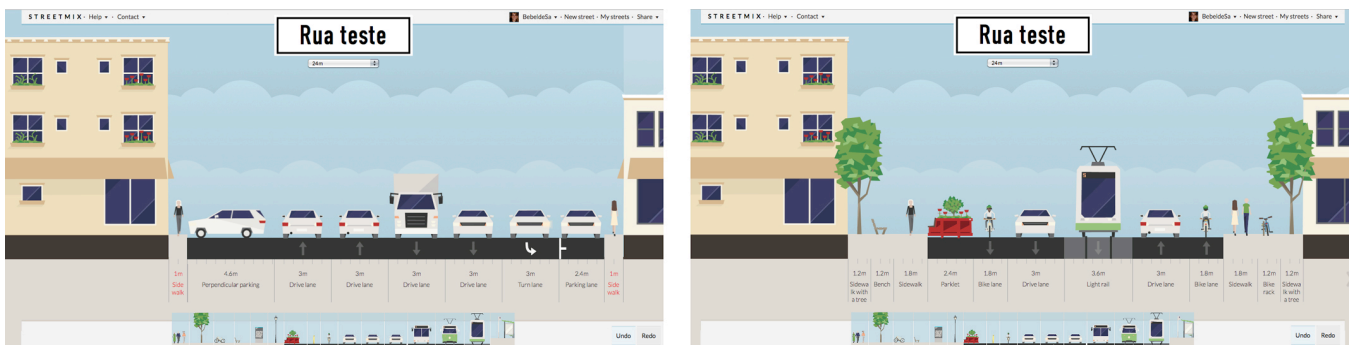 STREETMIX · Help ▾ · Contact ▾
BebeldeSa ▾ · New street · My streets · Share ▾
Rua teste
24m
1m 4.6m 3m 3m 3m 3m 3m 2.4m 1m
Side walk Perpendicular parking Drive lane Drive lane Drive lane Drive lane Turn lane Parking lane Side walk
Undo Redo
STREETMIX · Help ▾ · Contact ▾
BebeldeSa ▾ · New street · My streets · Share ▾
Rua teste
24m
1.2m 1.2m 1.8m 2.4m 1.8m 3m 3.6m 3m 1.8m 1.8m 1.2m 1.2m
Sidewa lk with a tree Bench Sidewalk Parklet Bike lane Drive lane Light rail Drive lane Bike lane Sidewalk Bike rack Sidewa lk with a tree
Undo Redo